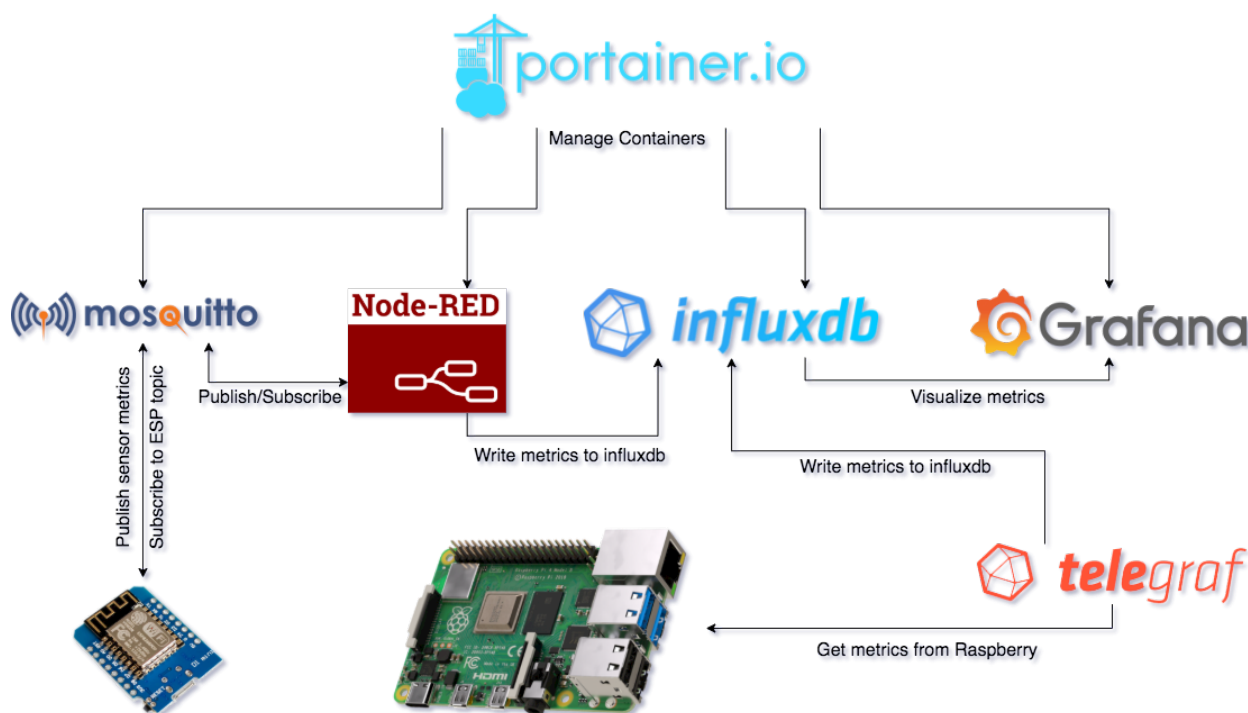 portainer.io
Manage Containers
mosquitto
Node-RED
influxdb
Grafana
Publish/Subscribe
Visualize metrics
Publish sensor metrics
Subscribe to ESP topic
Write metrics to influxdb
Write metrics to influxdb
telegraf
Get metrics from Raspberry
HDMI